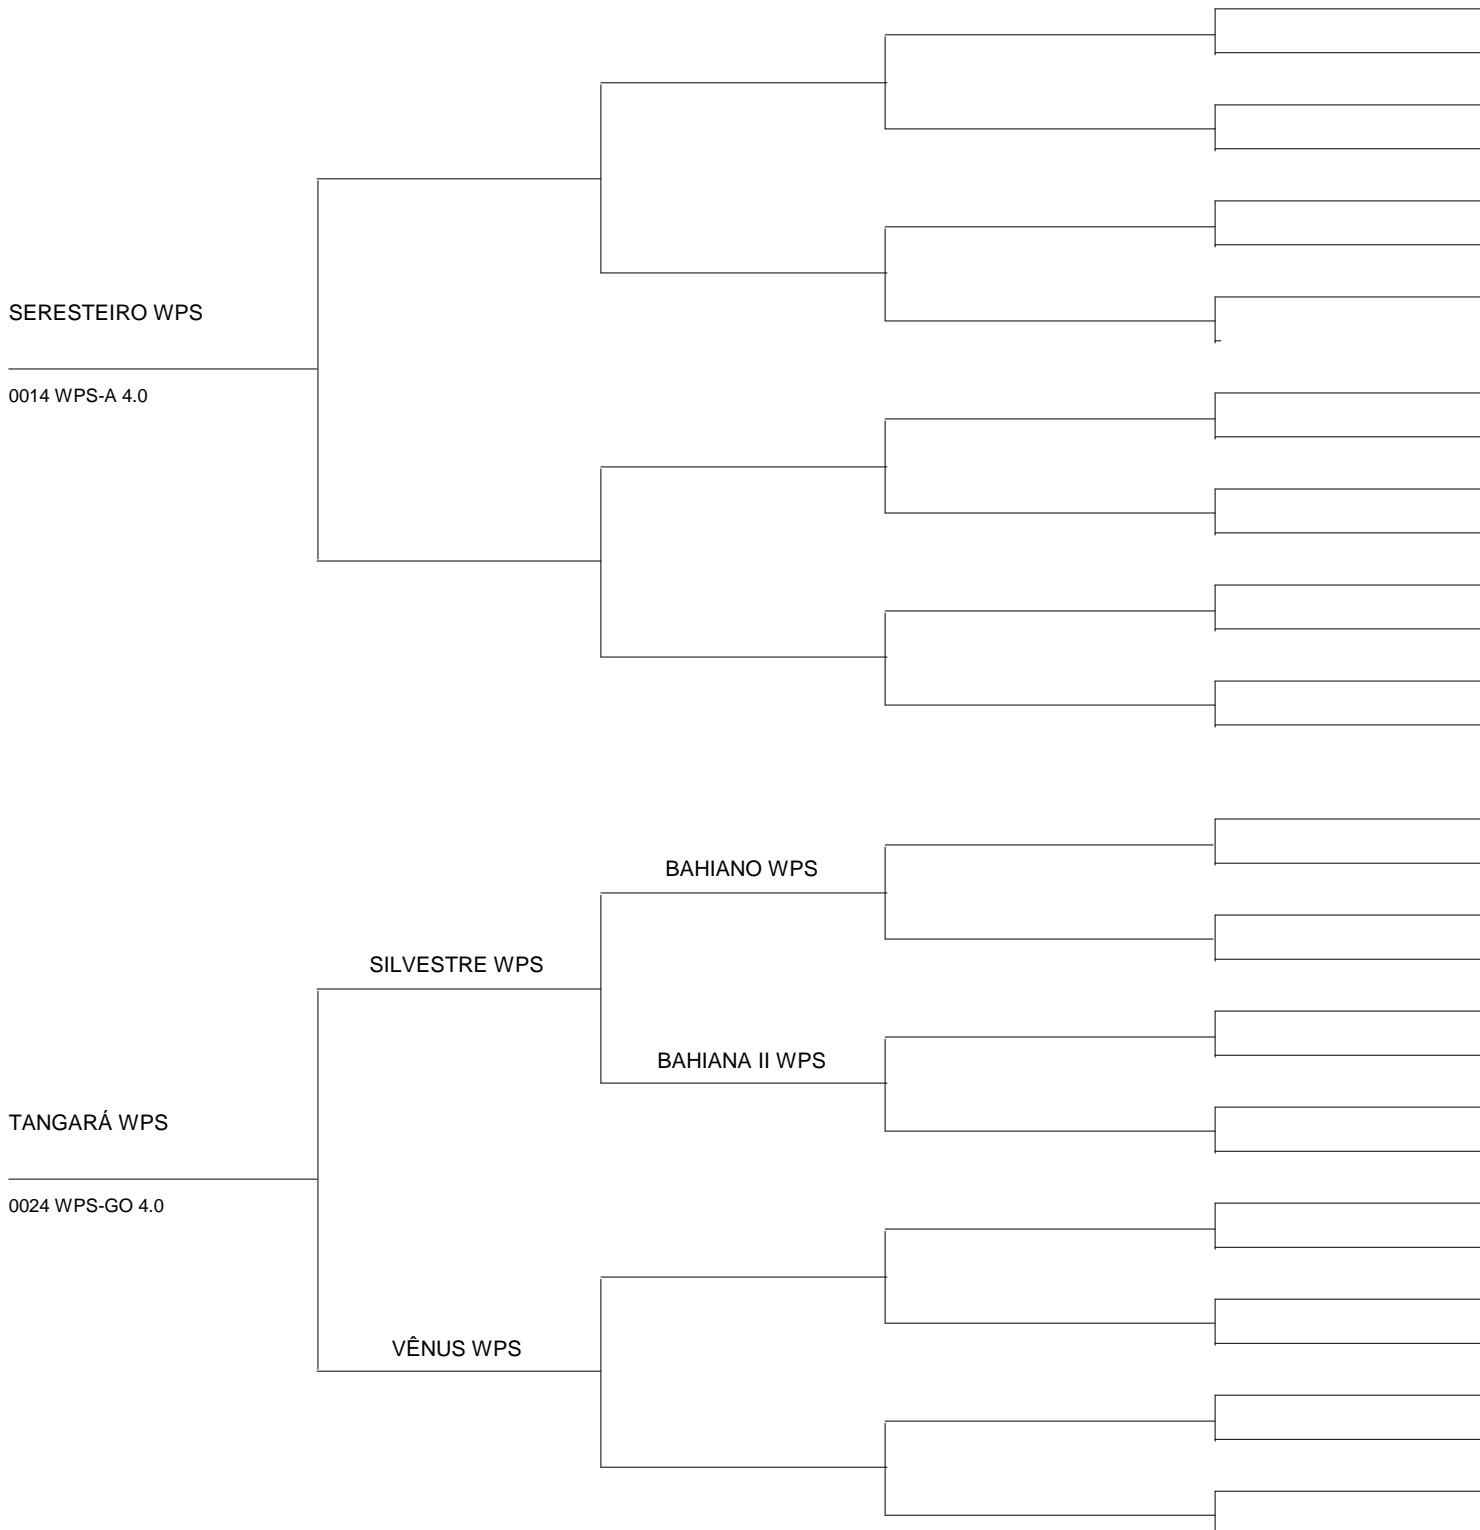 SERESTEIRO WPS
0014 WPS-A 4.0
BAHIANO WPS
SILVESTRE WPS
BAHIANA II WPS
TANGARÁ WPS
0024 WPS-GO 4.0
VÊNUS WPS